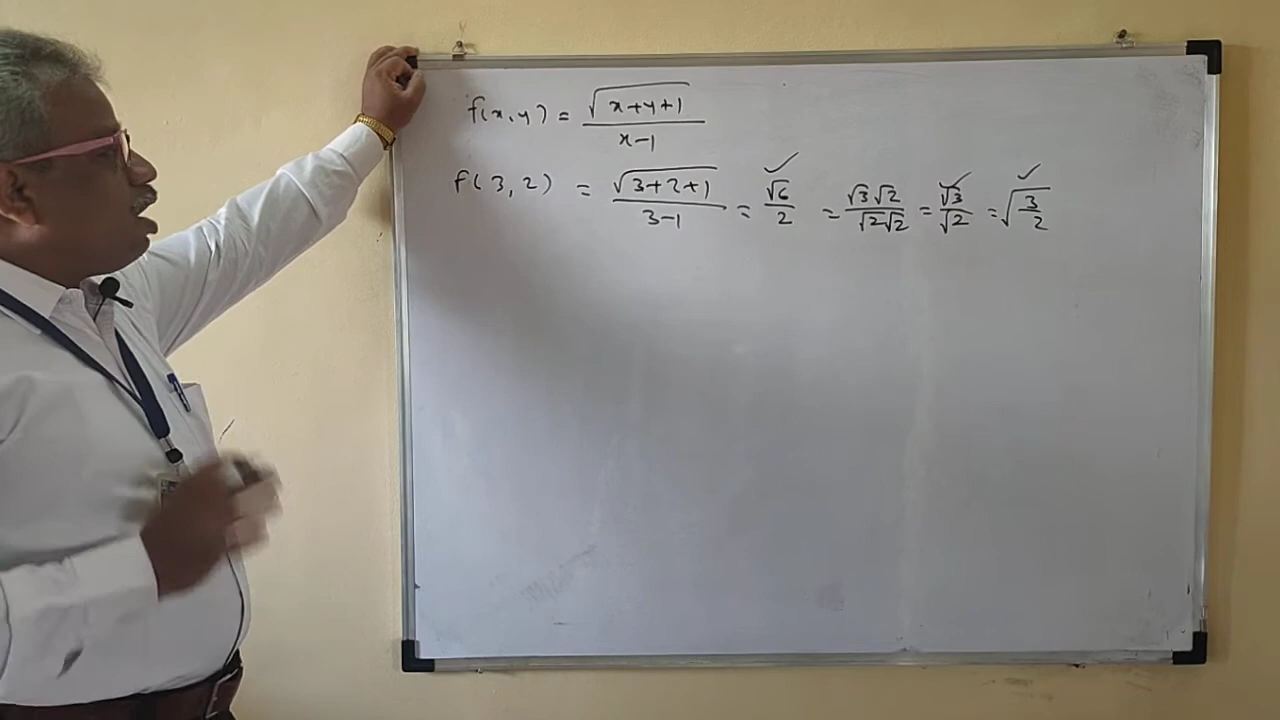 f(x,y) = √(x+y+1) / (x-1)
f(3,2) = √(3+2+1) / (3-1) = √6/2 ✓ = √3√2 / √2√2 = √3/√2 ✓ = √(3/2) ✓